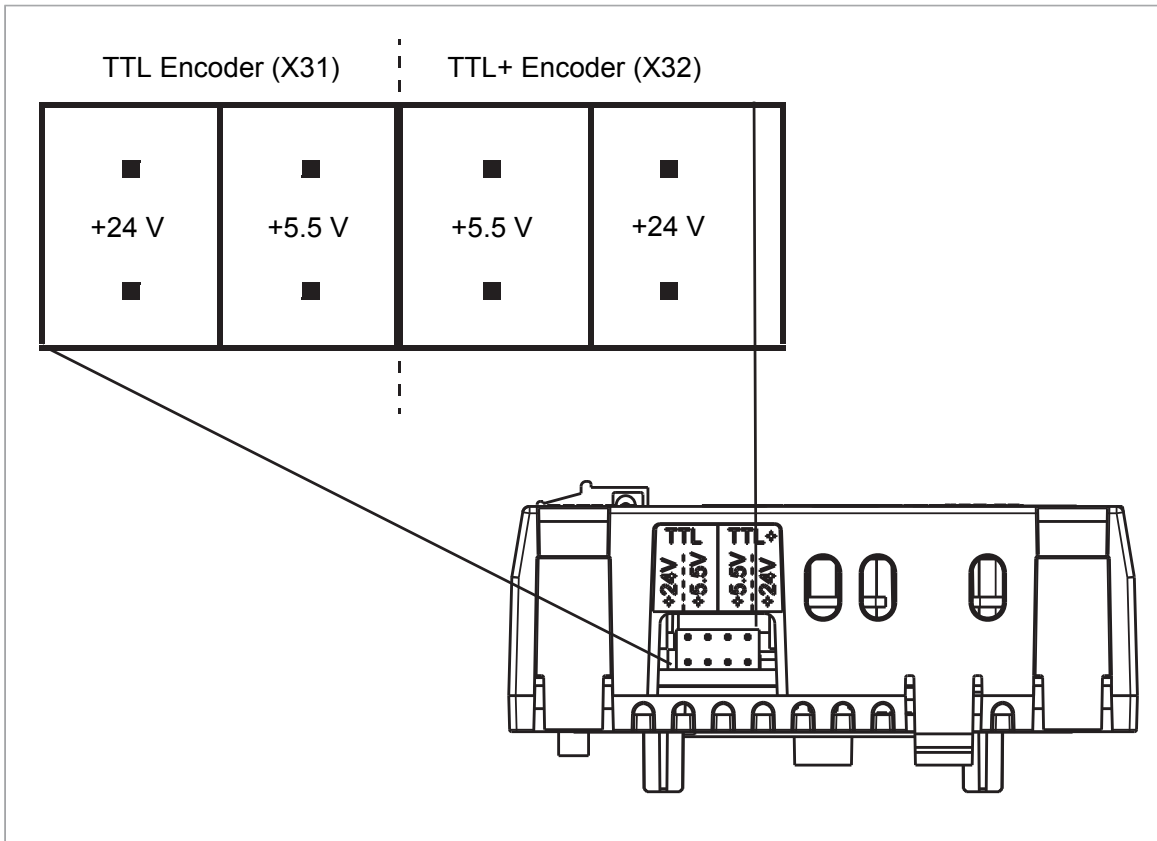 TTL Encoder (X31) TTL+ Encoder (X32)
+24 V +5.5 V +5.5 V +24 V
TTL TTL+
+24V +5.5V +5.5V +24V